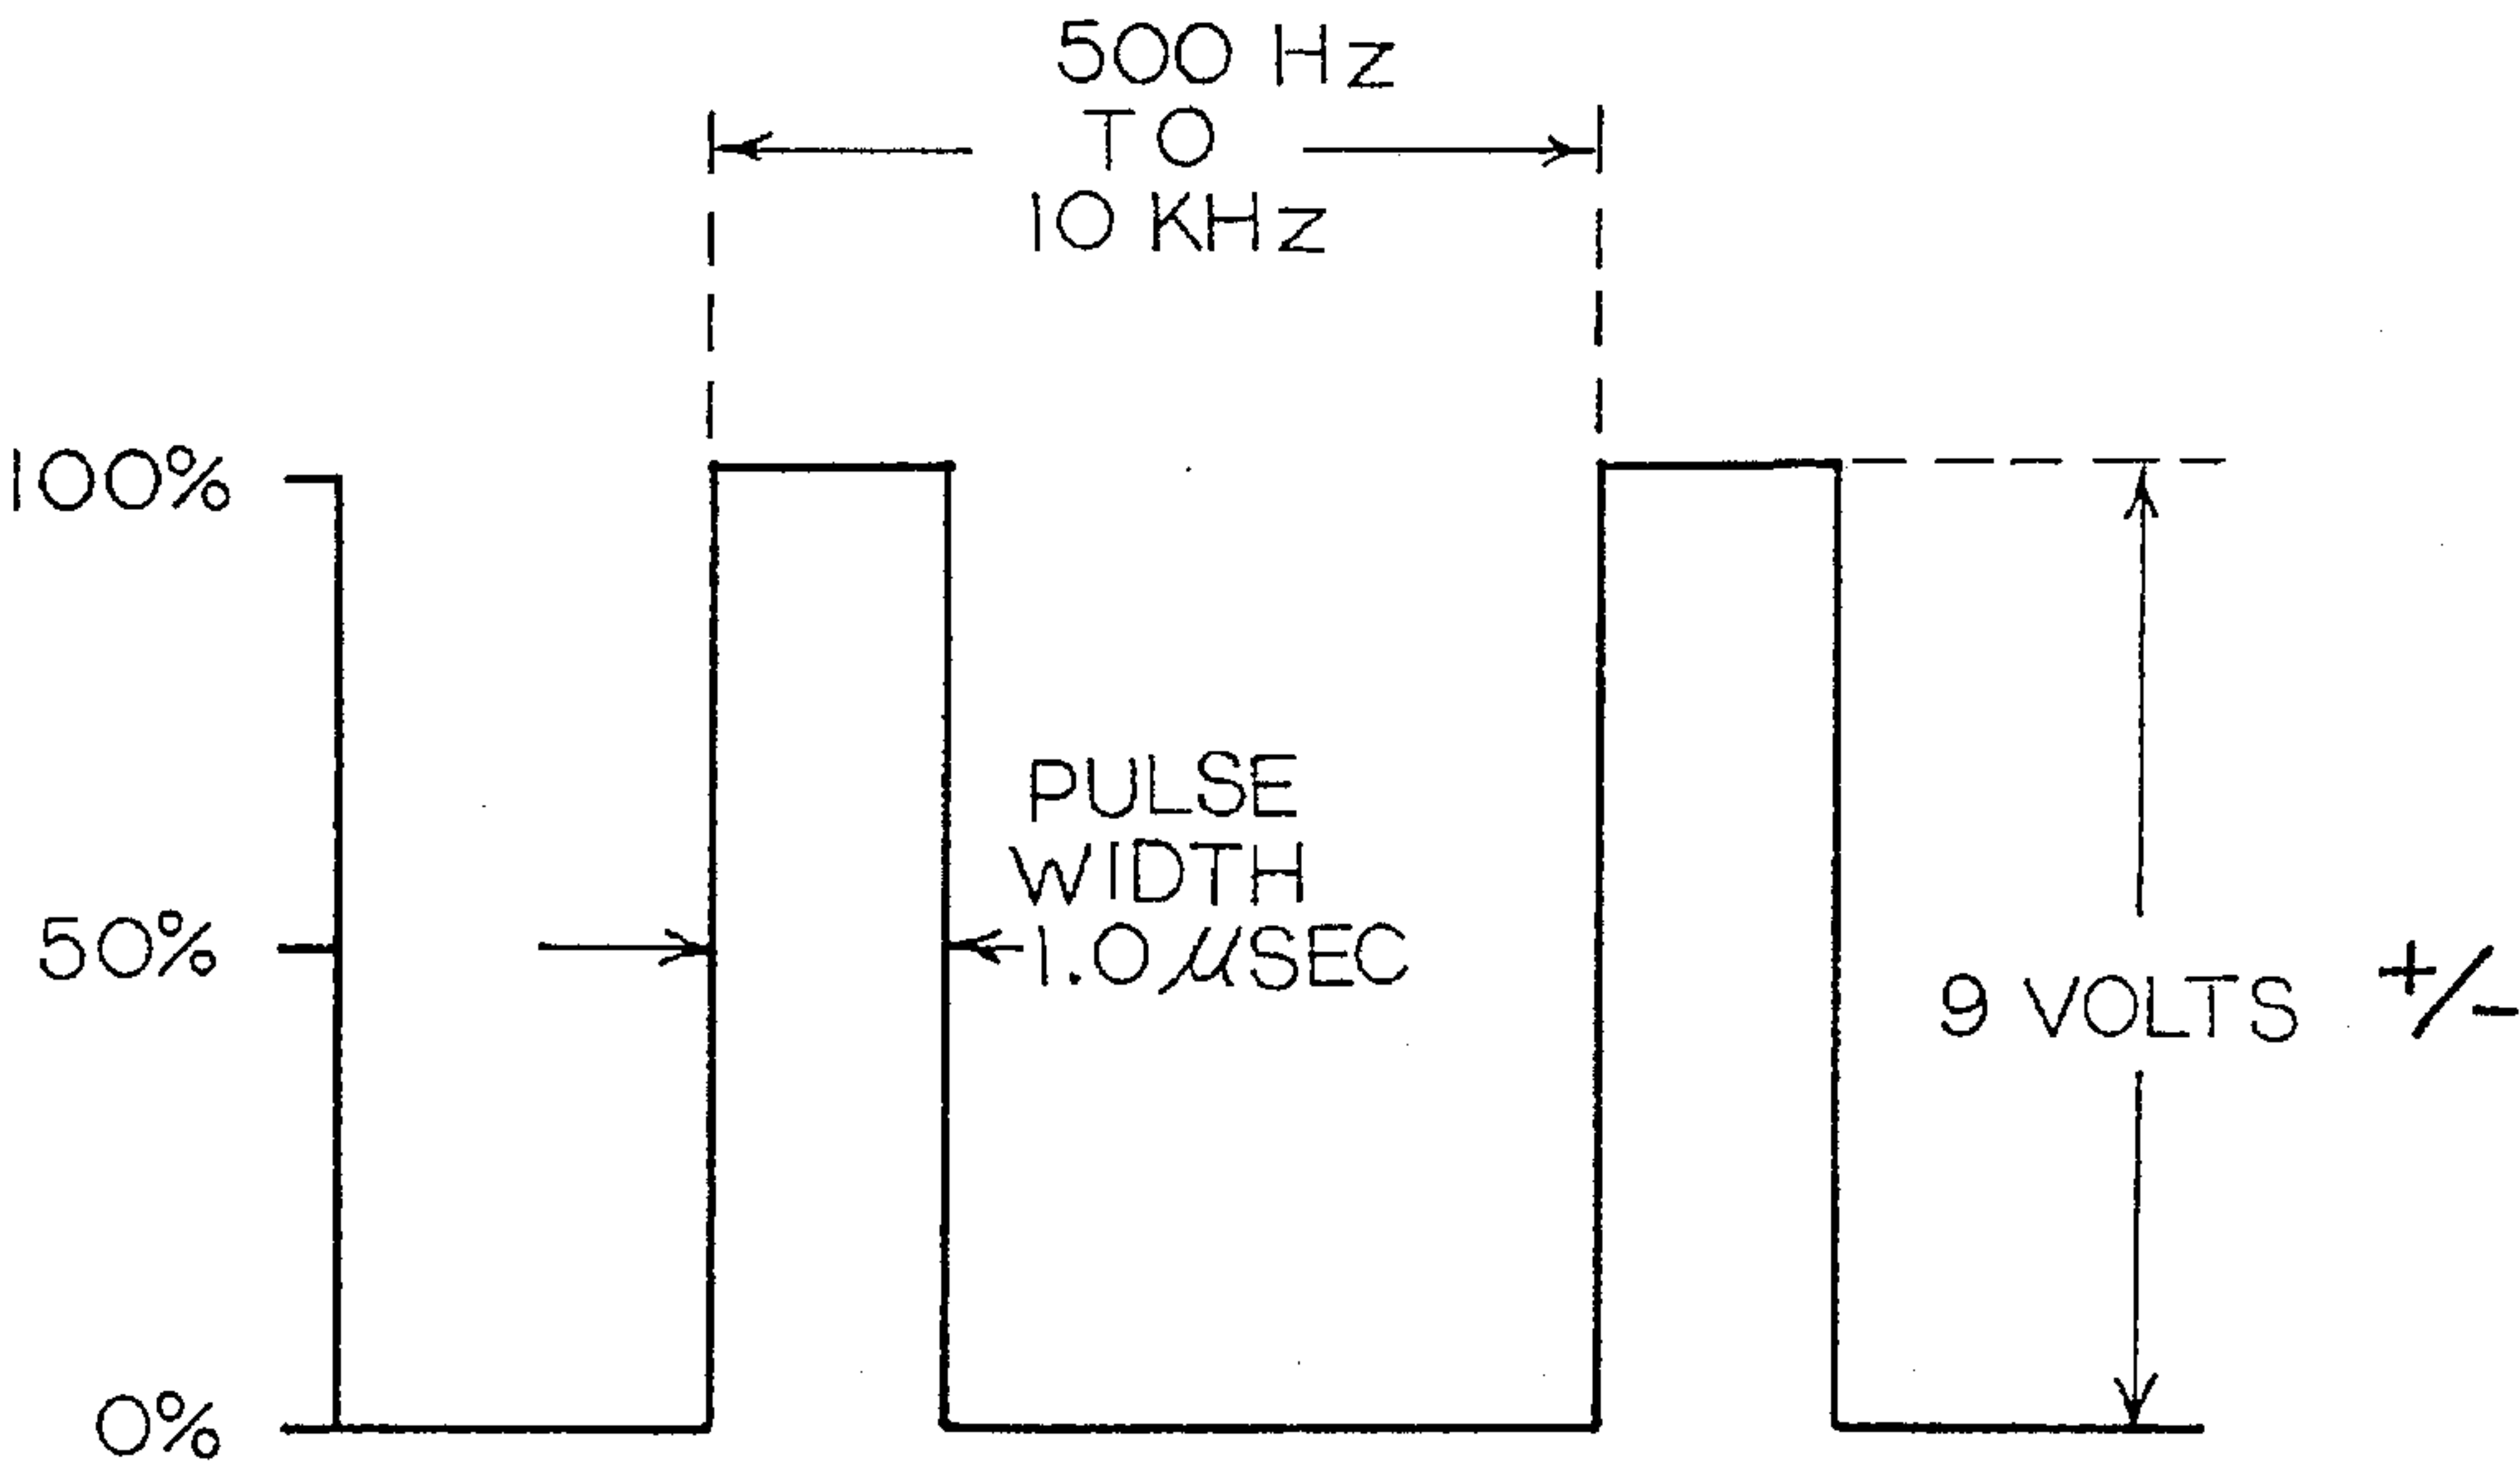 500 Hz
TO
10 KHz
100%
PULSE
WIDTH
1.0 μSEC
50%
9 VOLTS +/-
0%